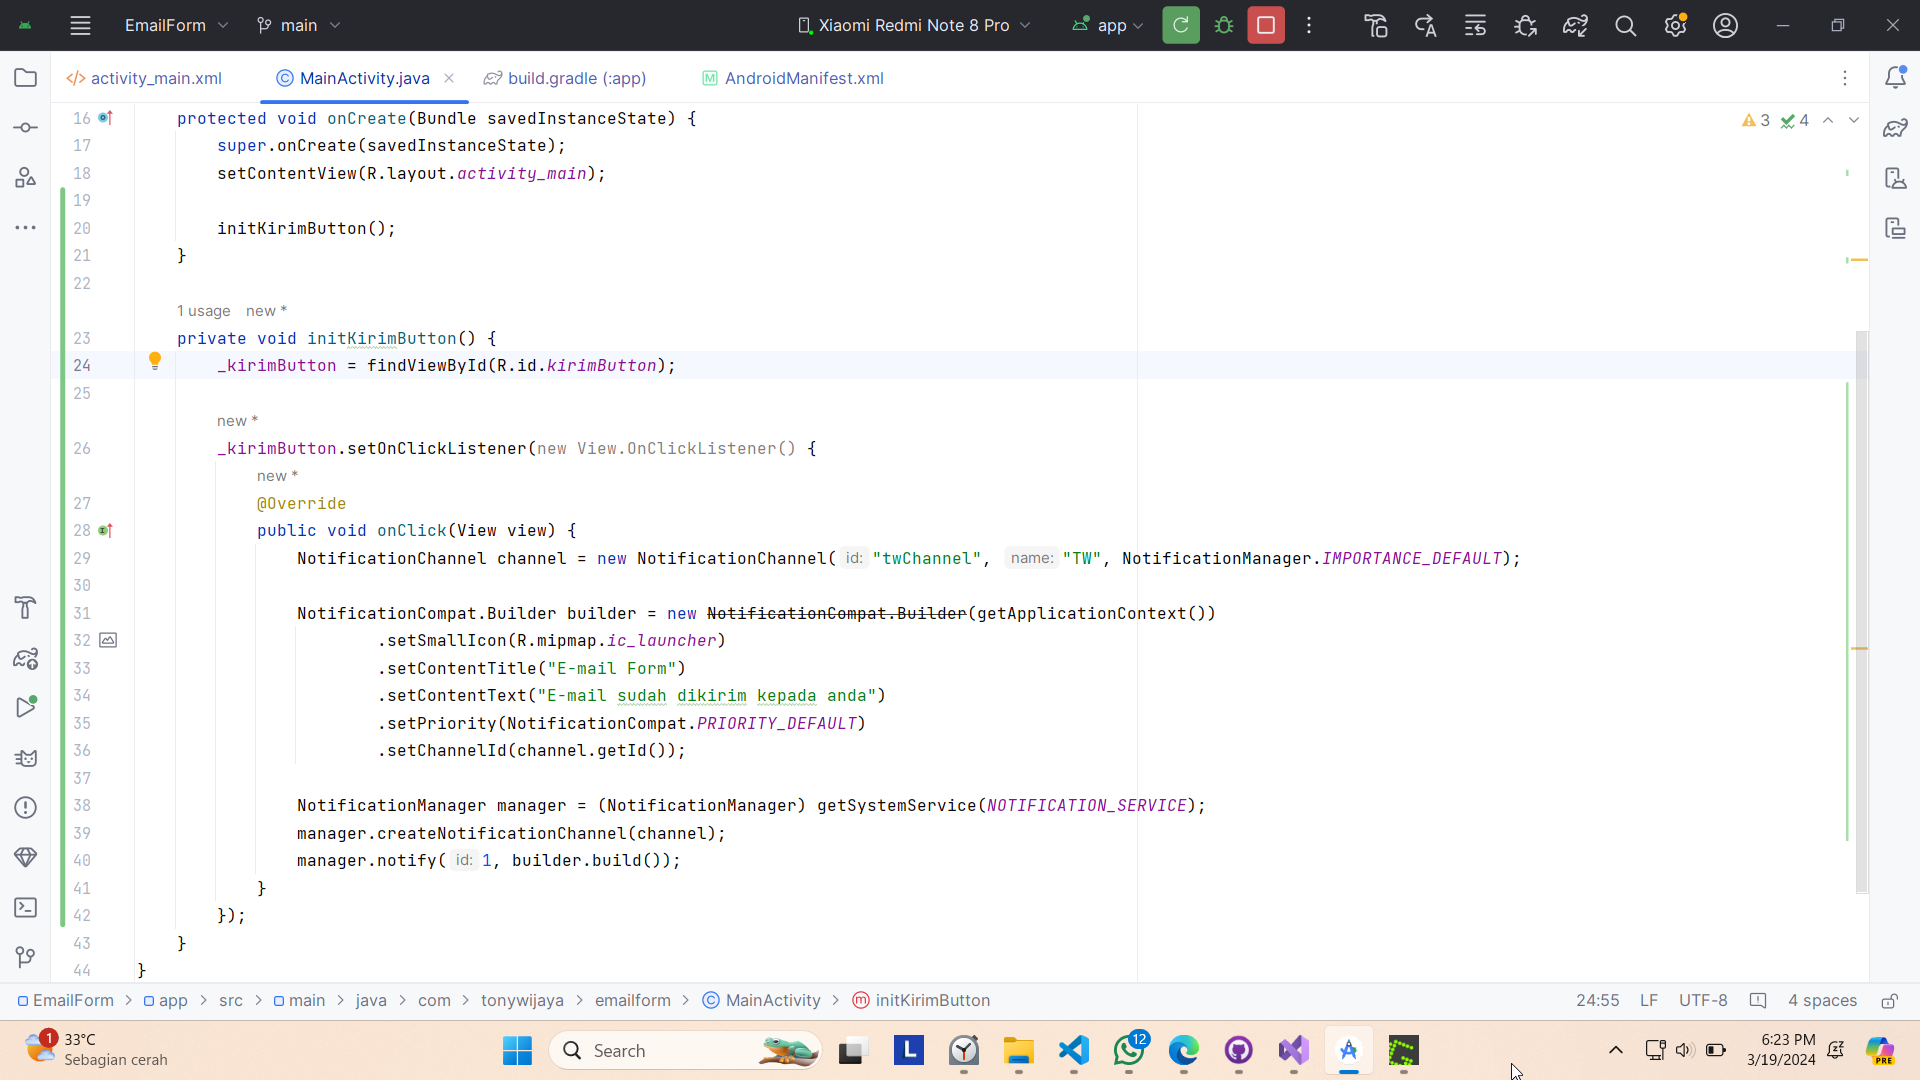 EmailForm main Xiaomi Redmi Note 8 Pro app
activity_main.xml MainActivity.java build.gradle (:app) AndroidManifest.xml
3 4
16 protected void onCreate(Bundle savedInstanceState) {
17 super.onCreate(savedInstanceState);
18 setContentView(R.layout.activity_main);
19
20 initKirimButton();
21 }
22
1 usage new *
23 private void initKirimButton() {
24 _kirimButton = findViewById(R.id.kirimButton);
25
new *
26 _kirimButton.setOnClickListener(new View.OnClickListener() {
new *
27 @Override
28 public void onClick(View view) {
29 NotificationChannel channel = new NotificationChannel( id: "twChannel", name: "TW", NotificationManager.IMPORTANCE_DEFAULT);
30
31 NotificationCompat.Builder builder = new NotificationCompat.Builder(getApplicationContext())
32 .setSmallIcon(R.mipmap.ic_launcher)
33 .setContentTitle("E-mail Form")
34 .setContentText("E-mail sudah dikirim kepada anda")
35 .setPriority(NotificationCompat.PRIORITY_DEFAULT)
36 .setChannelId(channel.getId());
37
38 NotificationManager manager = (NotificationManager) getSystemService(NOTIFICATION_SERVICE);
39 manager.createNotificationChannel(channel);
40 manager.notify( id: 1, builder.build());
41 }
42 });
43 }
44 }
EmailForm > app > src > main > java > com > tonywijaya > emailform > MainActivity > initKirimButton 24:55 LF UTF-8 4 spaces
1 33°C
Sebagian cerah
Search
L
12
PRE
6:23 PM
3/19/2024